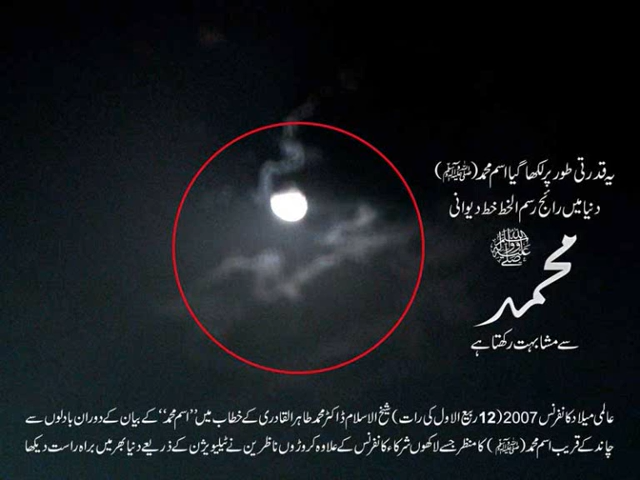 یہ قدرتی طور پر لکھا گیا اسم محمد (ﷺ)
دنیا میں رائج رسم الخط خط دیوانی
ﷺ
محمد
سے مشابہت رکھتا ہے
عالمی میلاد کانفرنس 2007 (12 ربیع الاول کی رات) شیخ الاسلام ڈاکٹر محمد طاہر القادری کے خطاب میں ”اسم محمد“ کے بیان کے دوران بادلوں سے
چاند کے قریب اسم محمد (ﷺ) کا منظر جسے لاکھوں شرکاء کانفرنس کے علاوہ کروڑوں ناظرین نے ٹیلیویژن کے ذریعے دنیا بھر میں براہ راست دیکھا